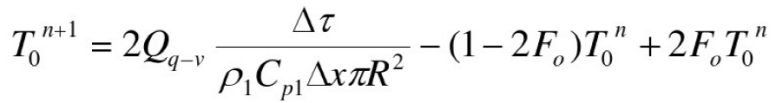 T_0^{n+1} = 2Q_{q-v} \frac{\Delta\tau}{\rho_1 C_{p1} \Delta x \pi R^2} - (1 - 2F_o) T_0^n + 2F_o T_0^n